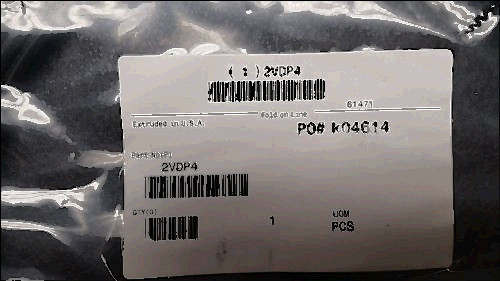 ( 1 ) 2VDP4
61471
Fold on Line
Extruded in U.S.A.
PO# k04614
Part No(P)
2VDP4
QTY(Q)
1
UOM
PCS